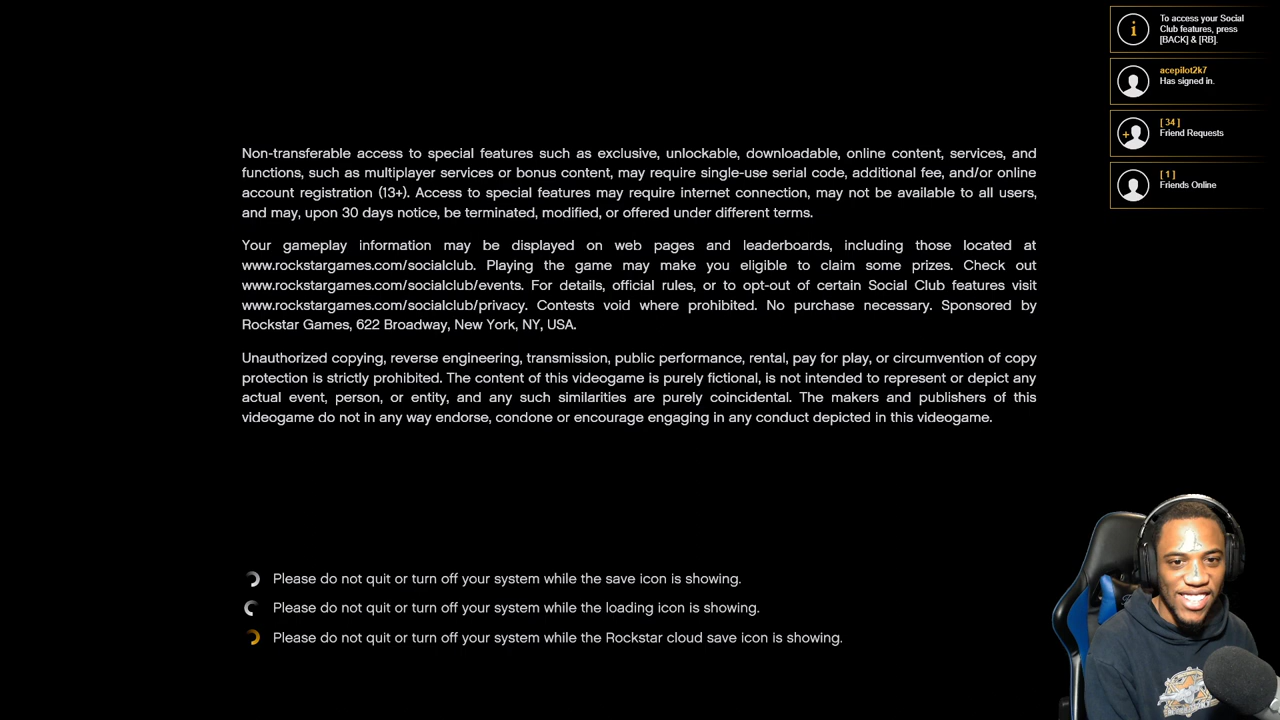 To access your Social
Club features, press
[BACK] & [RB].
acepilot2k7
Has signed in.
[ 34 ]
Friend Requests
[ 1 ]
Friends Online
Non-transferable access to special features such as exclusive, unlockable, downloadable, online content, services, and
functions, such as multiplayer services or bonus content, may require single-use serial code, additional fee, and/or online
account registration (13+). Access to special features may require internet connection, may not be available to all users,
and may, upon 30 days notice, be terminated, modified, or offered under different terms.
Your gameplay information may be displayed on web pages and leaderboards, including those located at
www.rockstargames.com/socialclub. Playing the game may make you eligible to claim some prizes. Check out
www.rockstargames.com/socialclub/events. For details, official rules, or to opt-out of certain Social Club features visit
www.rockstargames.com/socialclub/privacy. Contests void where prohibited. No purchase necessary. Sponsored by
Rockstar Games, 622 Broadway, New York, NY, USA.
Unauthorized copying, reverse engineering, transmission, public performance, rental, pay for play, or circumvention of copy
protection is strictly prohibited. The content of this videogame is purely fictional, is not intended to represent or depict any
actual event, person, or entity, and any such similarities are purely coincidental. The makers and publishers of this
videogame do not in any way endorse, condone or encourage engaging in any conduct depicted in this videogame.
Please do not quit or turn off your system while the save icon is showing.
Please do not quit or turn off your system while the loading icon is showing.
Please do not quit or turn off your system while the Rockstar cloud save icon is showing.